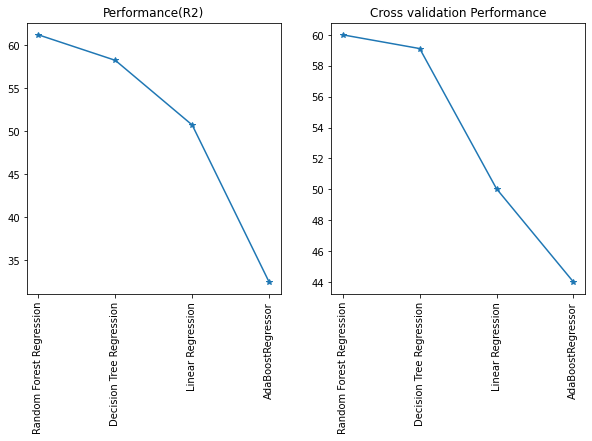 Performance(R2)
60
55
50
45
40
35
Random Forest Regression
Decision Tree Regression
Linear Regression
AdaBoostRegressor
Cross validation Performance
60
58
56
54
52
50
48
46
44
Random Forest Regression
Decision Tree Regression
Linear Regression
AdaBoostRegressor